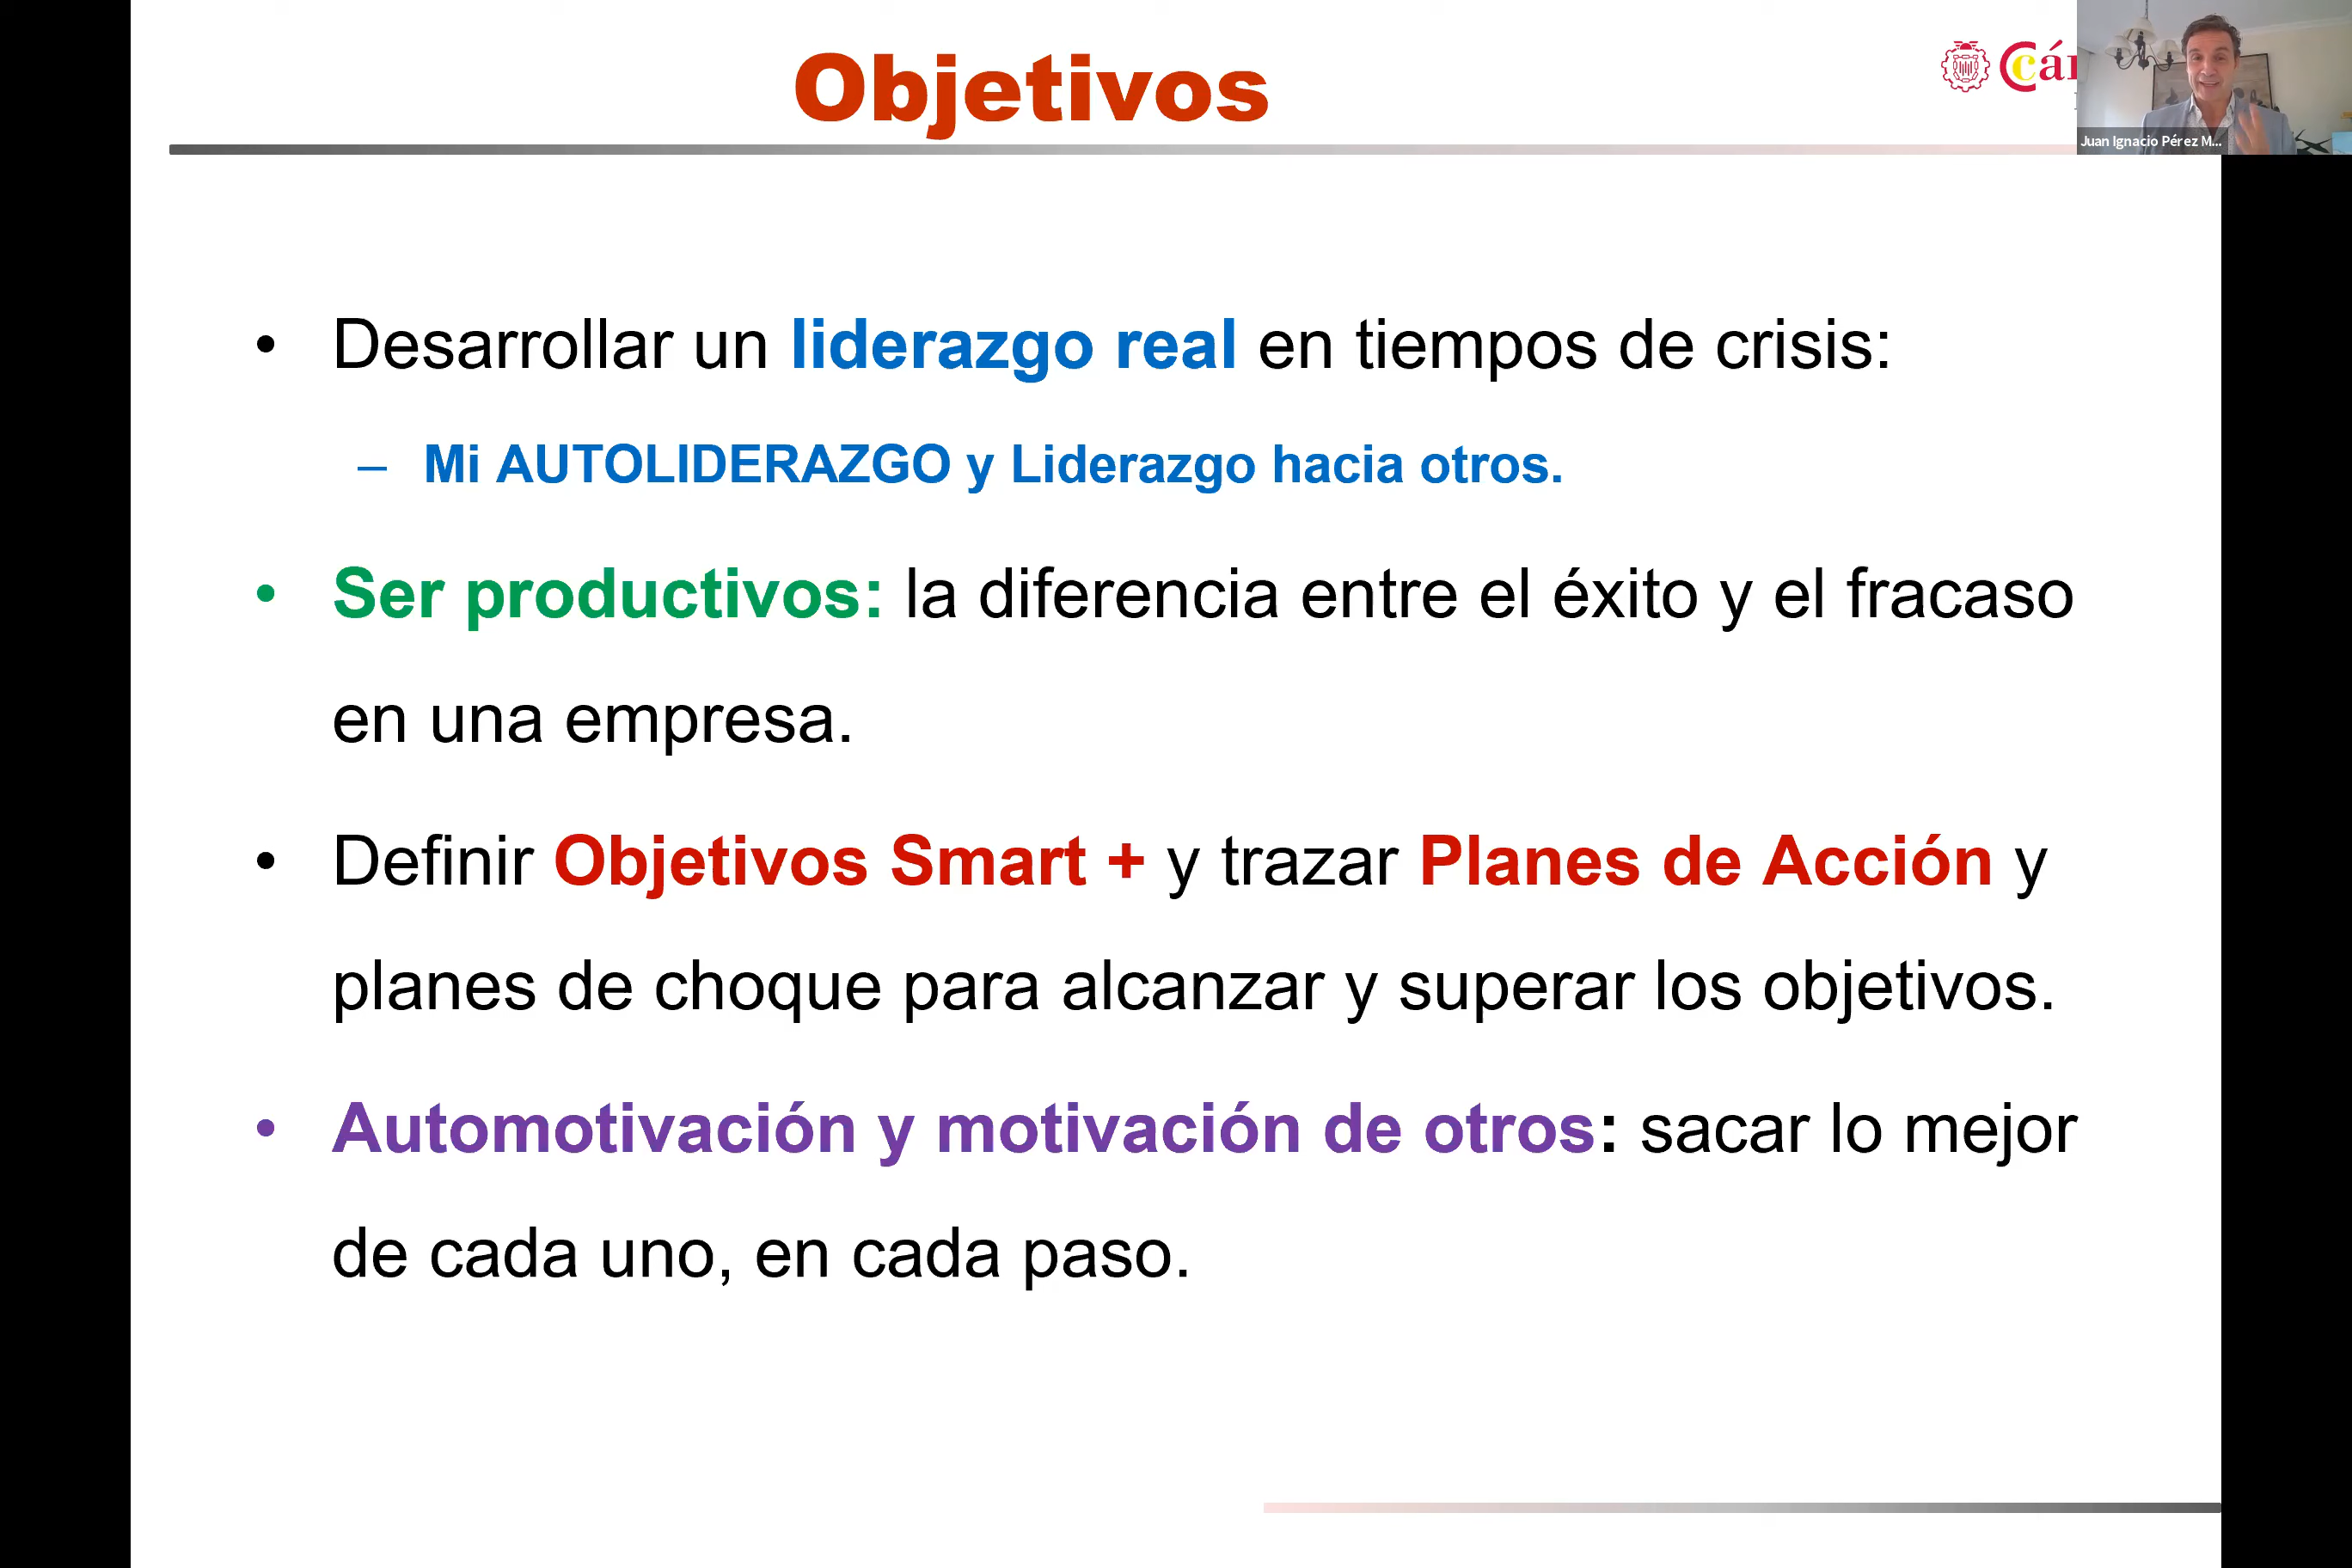 Objetivos
Juan Ignacio Pérez M...
• Desarrollar un liderazgo real en tiempos de crisis:
– Mi AUTOLIDERAZGO y Liderazgo hacia otros.
• Ser productivos: la diferencia entre el éxito y el fracaso
en una empresa.
• Definir Objetivos Smart + y trazar Planes de Acción y
planes de choque para alcanzar y superar los objetivos.
• Automotivación y motivación de otros: sacar lo mejor
de cada uno, en cada paso.